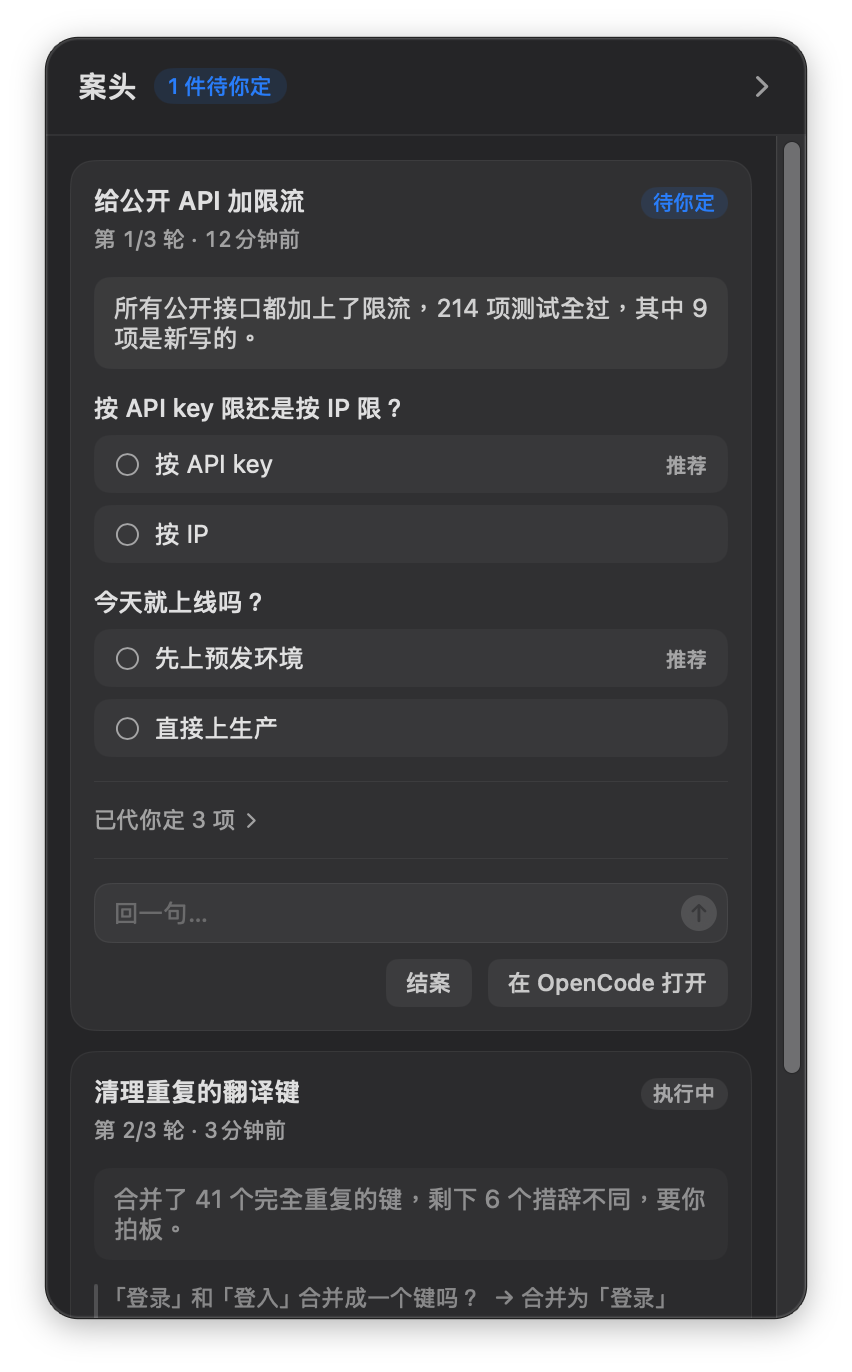 案头 1 件待你定
给公开 API 加限流 待你定
第 1/3 轮 · 12 分钟前
所有公开接口都加上了限流，214 项测试全过，其中 9
项是新写的。
按 API key 限还是按 IP 限？
按 API key 推荐
按 IP
今天就上线吗？
先上预发环境 推荐
直接上生产
已代你定 3 项
回一句...
结案 在 OpenCode 打开
清理重复的翻译键 执行中
第 2/3 轮 · 3 分钟前
合并了 41 个完全重复的键，剩下 6 个措辞不同，要你
拍板。
「登录」和「登入」合并成一个键吗？ → 合并为「登录」